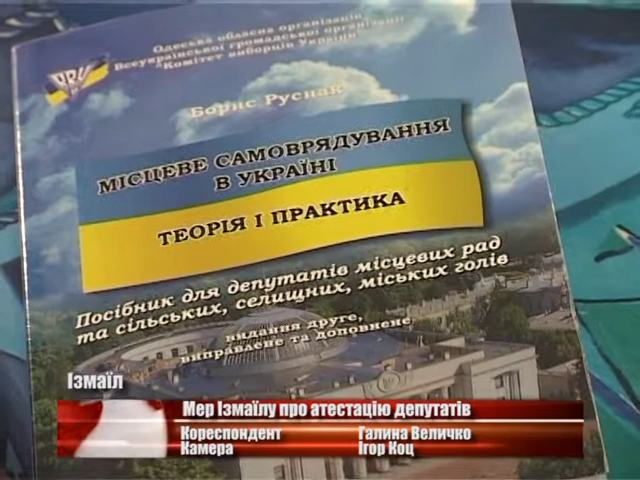 Одеська обласна організація
Всеукраїнської громадської організації
"Комітет виборців України"
Борис Руснак
МІСЦЕВЕ САМОВРЯДУВАННЯ
В УКРАЇНІ
ТЕОРІЯ І ПРАКТИКА
Посібник для депутатів місцевих рад
та сільських, селищних, міських голів
видання друге,
виправлене та доповнене
Ізмаїл
Мер Ізмаїлу про атестацію депутатів
Кореспондент Галина Величко
Камера Ігор Коц